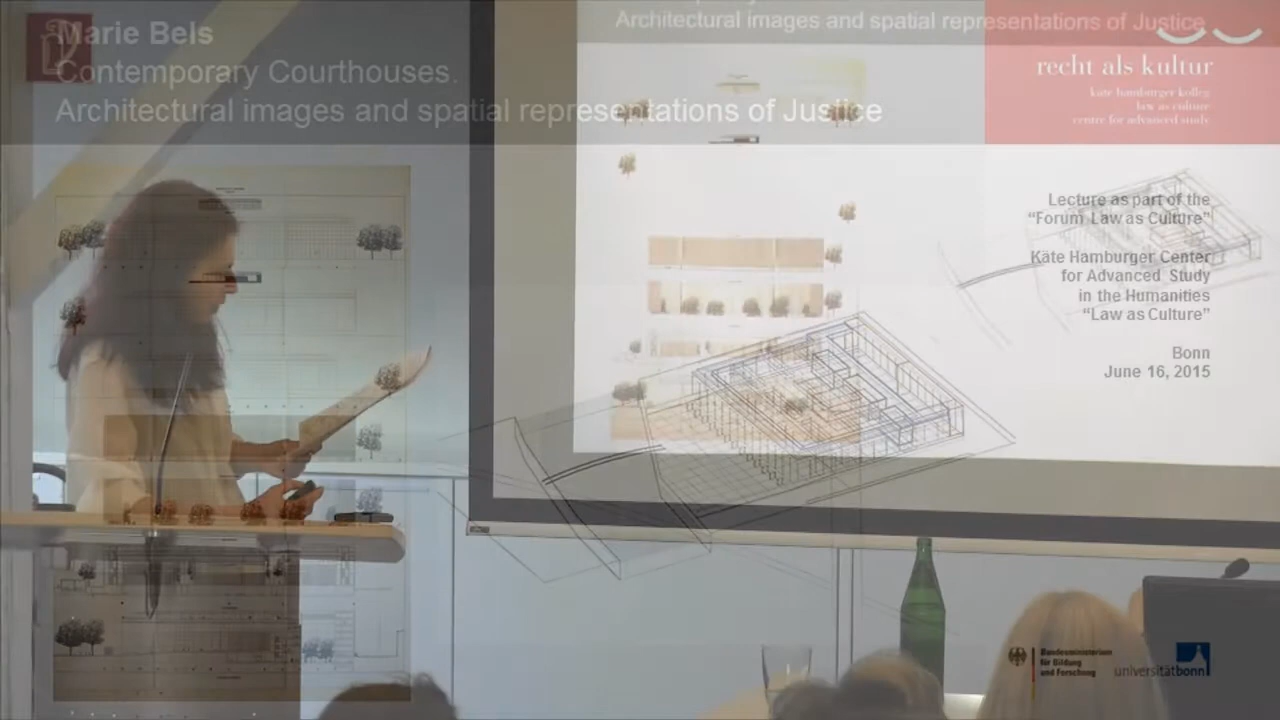 Marie Bels
Contemporary Courthouses.
Architectural images and spatial representations of Justice
Architectural images and spatial representations of Justice
recht als kultur
käte hamburger kolleg
law as culture
centre for advanced study
Lecture as part of the
“Forum Law as Culture”
Käte Hamburger Center
for Advanced Study
in the Humanities
“Law as Culture”
Bonn
June 16, 2015
Bundesministerium
für Bildung
und Forschung
universitätbonn